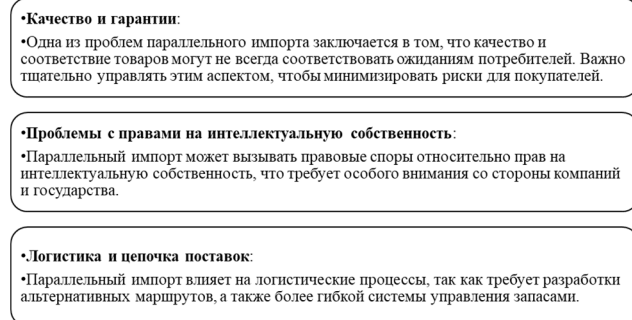 •Качество и гарантии:
•Одна из проблем параллельного импорта заключается в том, что качество и
соответствие товаров могут не всегда соответствовать ожиданиям потребителей. Важно
тщательно управлять этим аспектом, чтобы минимизировать риски для покупателей.
•Проблемы с правами на интеллектуальную собственность:
•Параллельный импорт может вызывать правовые споры относительно прав на
интеллектуальную собственность, что требует особого внимания со стороны компаний
и государства.
•Логистика и цепочка поставок:
•Параллельный импорт влияет на логистические процессы, так как требует разработки
альтернативных маршрутов, а также более гибкой системы управления запасами.